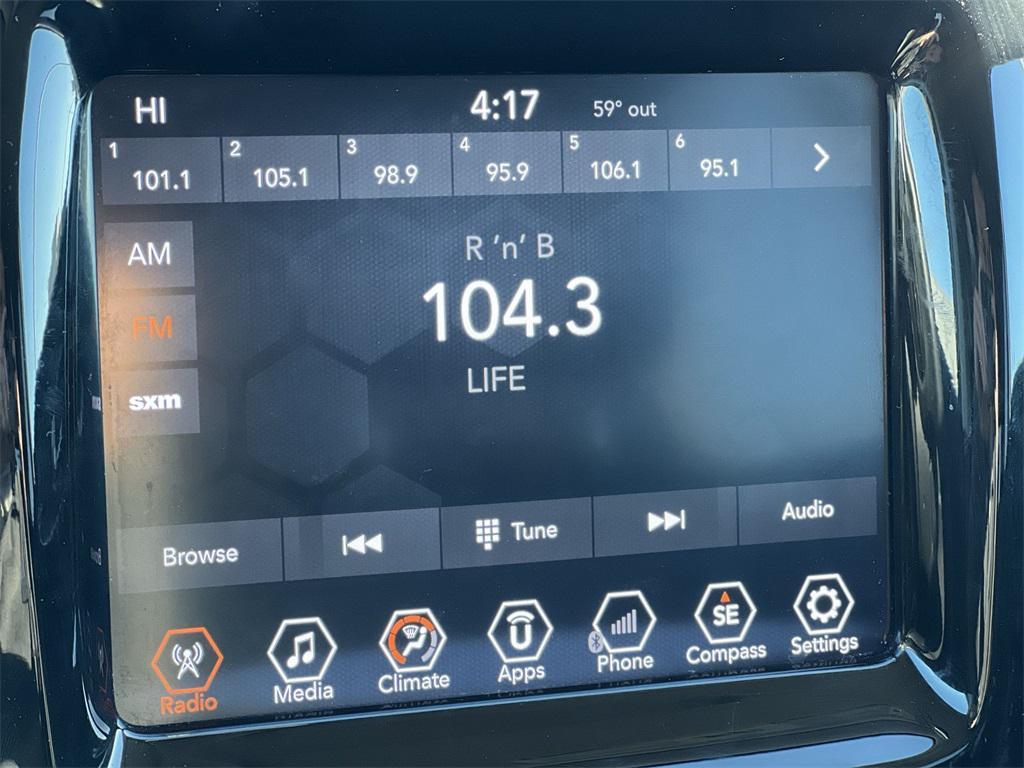 HI 4:17 59° out
1 2 3 4 5 6
101.1 105.1 98.9 95.9 106.1 95.1
AM
FM
sxm
R 'n' B
104.3
LIFE
Browse Tune Audio
SE
Radio Media Climate Apps Phone Compass Settings